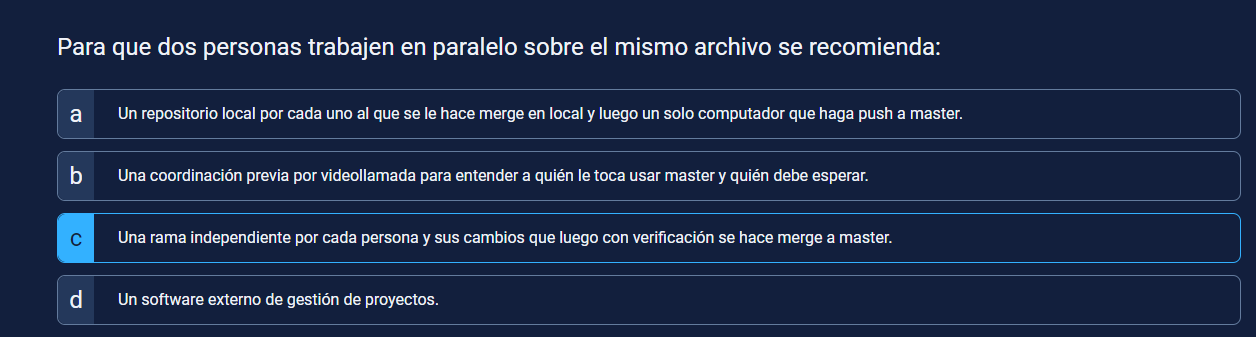 Para que dos personas trabajen en paralelo sobre el mismo archivo se recomienda:
a Un repositorio local por cada uno al que se le hace merge en local y luego un solo computador que haga push a master.
b Una coordinación previa por videollamada para entender a quién le toca usar master y quién debe esperar.
c Una rama independiente por cada persona y sus cambios que luego con verificación se hace merge a master.
d Un software externo de gestión de proyectos.